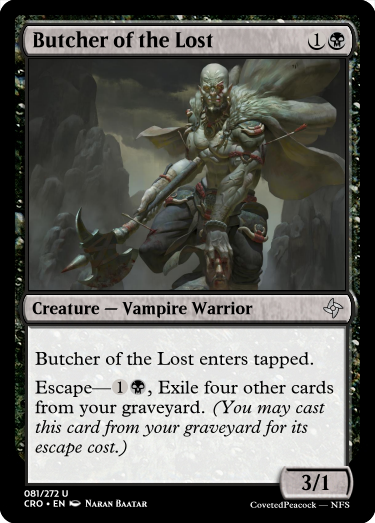 Butcher of the Lost 1
Creature — Vampire Warrior
Butcher of the Lost enters tapped.
Escape—1 , Exile four other cards
from your graveyard. (You may cast
this card from your graveyard for its
escape cost.)
3/1
081/272 U
CRO • EN NARAN BAATAR
CovetedPeacock — NFS